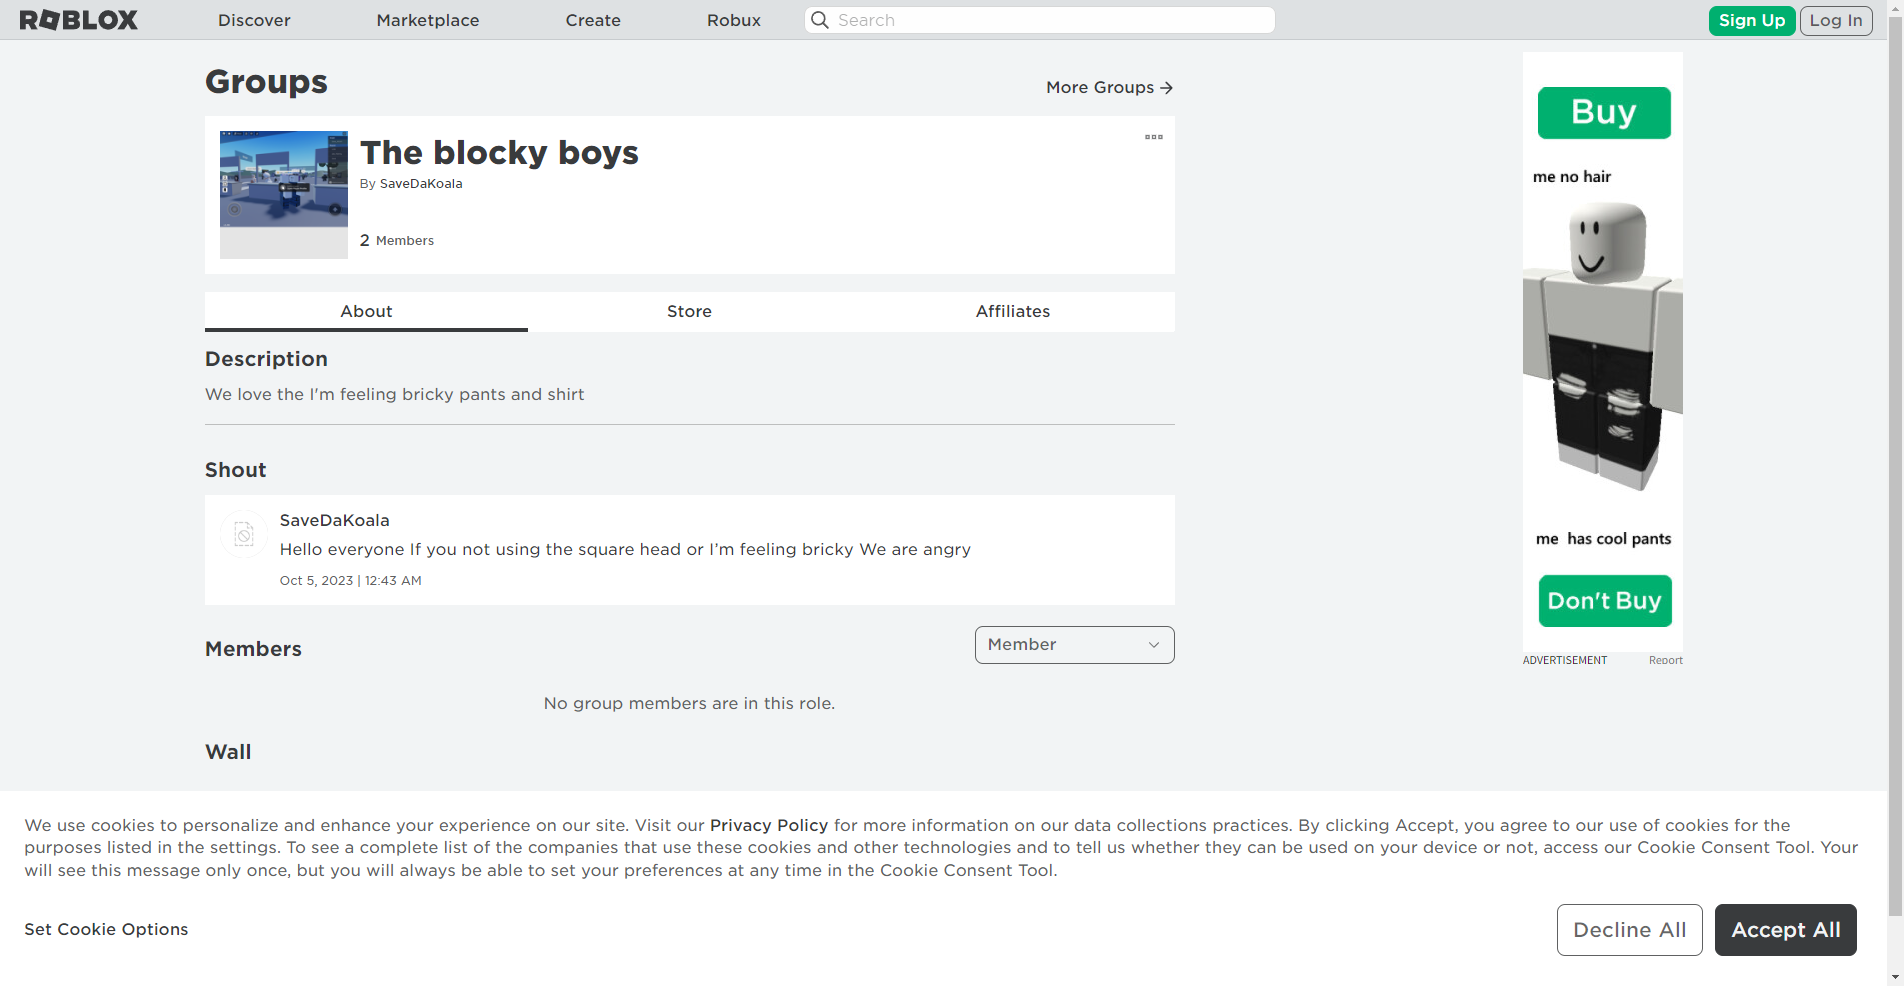 ROBLOX
Discover
Marketplace
Create
Robux
Search
Sign Up
Log In
Groups
More Groups
The blocky boys
By SaveDaKoala
2 Members
About
Store
Affiliates
Description
We love the I'm feeling bricky pants and shirt
Shout
SaveDaKoala
Hello everyone If you not using the square head or I’m feeling bricky We are angry
Oct 5, 2023 | 12:43 AM
Members
Member
No group members are in this role.
Wall
Buy
me no hair
me has cool pants
Don't Buy
ADVERTISEMENT
Report
We use cookies to personalize and enhance your experience on our site. Visit our Privacy Policy for more information on our data collections practices. By clicking Accept, you agree to our use of cookies for the
purposes listed in the settings. To see a complete list of the companies that use these cookies and other technologies and to tell us whether they can be used on your device or not, access our Cookie Consent Tool. Your
will see this message only once, but you will always be able to set your preferences at any time in the Cookie Consent Tool.
Set Cookie Options
Decline All
Accept All